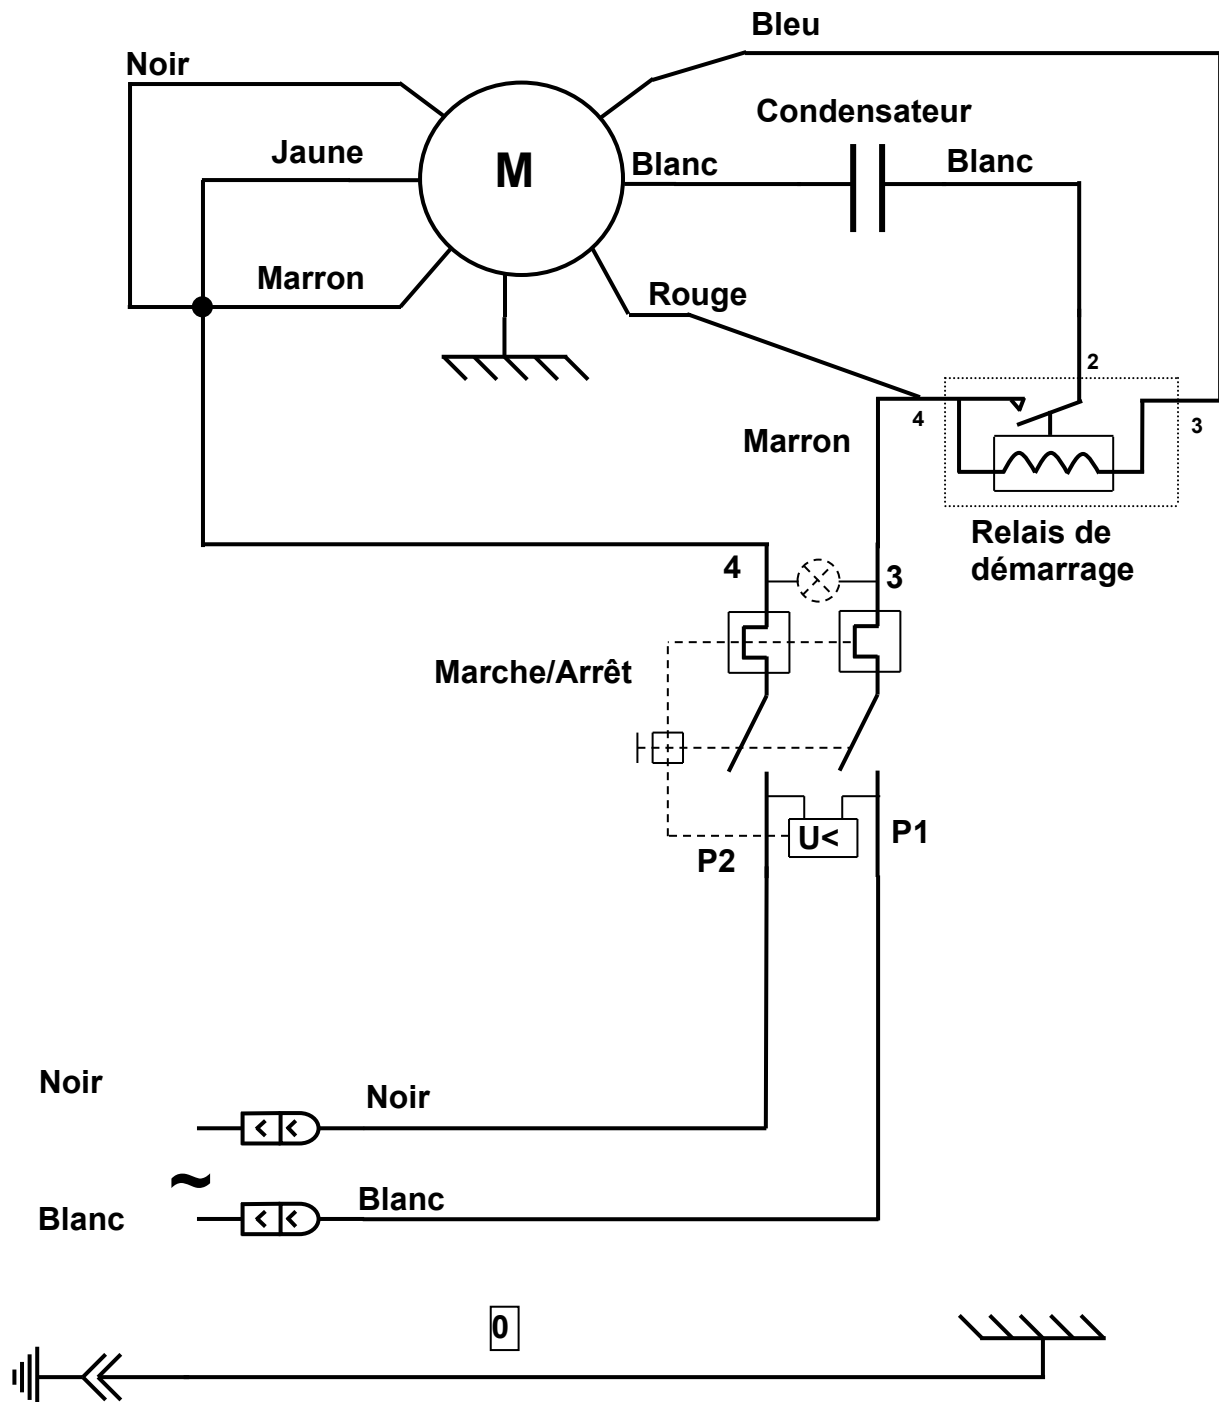 Bleu
Noir
Condensateur
Jaune
M
Blanc
Blanc
Marron
Rouge
2
4
3
Marron
Relais de
démarrage
4
3
Marche/Arrêt
U<
P1
P2
Noir
Noir
~
Blanc
Blanc
0